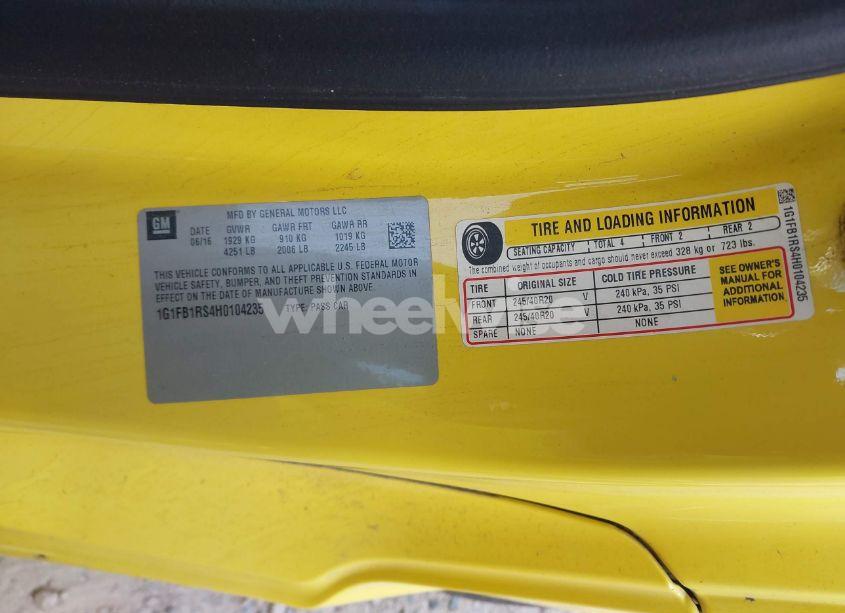 GM
MFD BY GENERAL MOTORS LLC
DATE GVWR GAWR FRT GAWR RR
06/16 1929 KG 910 KG 1019 KG
4251 LB 2006 LB 2245 LB
THIS VEHICLE CONFORMS TO ALL APPLICABLE U.S. FEDERAL MOTOR
VEHICLE SAFETY, BUMPER, AND THEFT PREVENTION STANDARDS IN
EFFECT ON THE DATE OF MANUFACTURE SHOWN ABOVE.
1G1FB1RS4H0104235 TYPE: PASS CAR
TIRE AND LOADING INFORMATION
SEATING CAPACITY TOTAL 4 FRONT 2 REAR 2
The combined weight of occupants and cargo should never exceed 328 kg or 723 lbs.
TIRE ORIGINAL SIZE COLD TIRE PRESSURE
FRONT 245/40R20 V 240 kPa, 35 PSI
REAR 245/40R20 V 240 kPa, 35 PSI
SPARE NONE NONE
SEE OWNER'S
MANUAL FOR
ADDITIONAL
INFORMATION
1G1FB1RS4H0104235